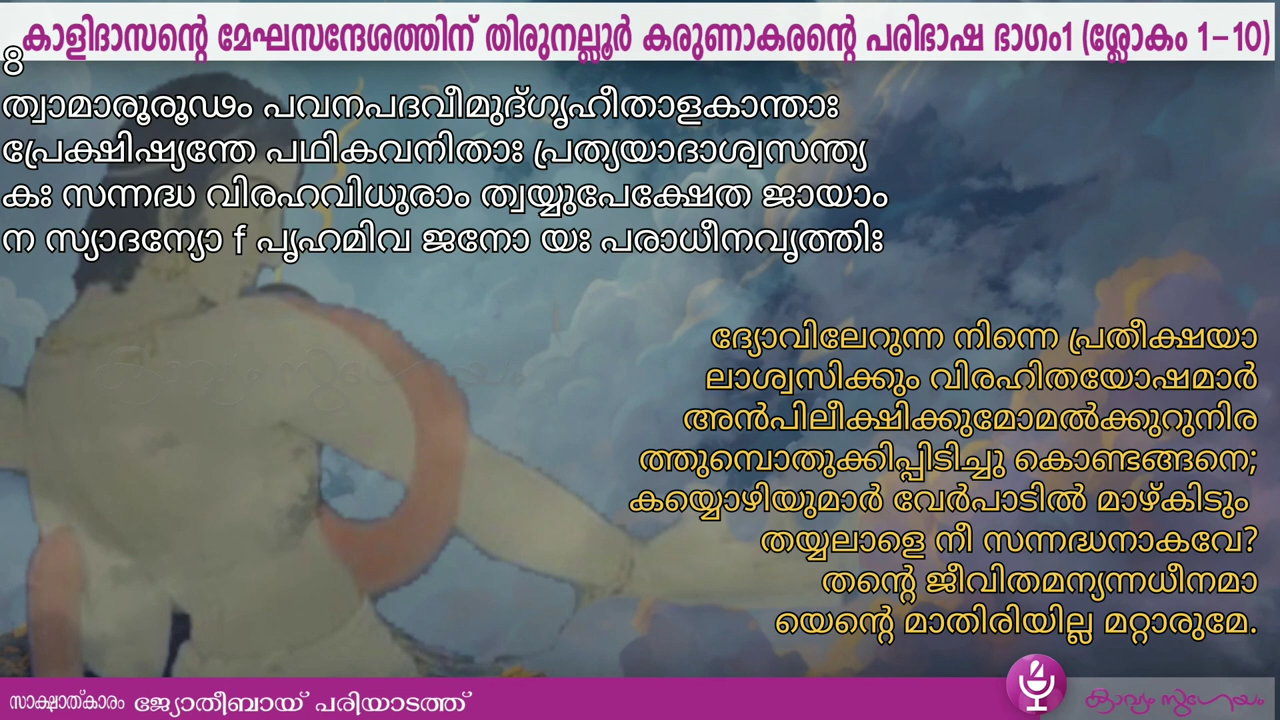 കാളിദാസന്റെ മേഘസന്ദേശത്തിന് തിരുനല്ലൂർ കരുണാകരന്റെ പരിഭാഷ ഭാഗം1 (ശ്ലോകം 1-10)
8
ത്വാമാരൂരൂഢം പവനപദവീമുദ്ഗൃഹീതാളകാന്താഃ
പ്രേക്ഷിഷ്യന്തേ പഥികവനിതാഃ പ്രത്യയാദാശ്വസന്ത്യ
കഃ സന്നദ്ധ വിരഹവിധുരാം ത്വയ്യുപേക്ഷേത ജായാം
ന സ്യാദന്യോ f പൃഹമിവ ജനോ യഃ പരാധീനവൃത്തിഃ
ദ്യോവിലേറുന്ന നിന്നെ പ്രതീക്ഷയാ
ലാശ്വസിക്കും വിരഹിതയോഷമാർ
അൻപിലീക്ഷിക്കുമോമൽക്കുറുനിര
ത്തുമ്പൊതുക്കിപ്പിടിച്ചു കൊണ്ടങ്ങനെ;
കയ്യൊഴിയുമാർ വേർപാടിൽ മാഴ്കിടും
തയ്യലാളെ നീ സന്നദ്ധനാകവേ?
തന്റെ ജീവിതമന്യന്നധീനമാ
യെന്റെ മാതിരിയില്ല മറ്റാരുമേ.
സാക്ഷാത്കാരം ജ്യോതീബായ് പരിയാടത്ത്
കാവ്യം സുഗേയം